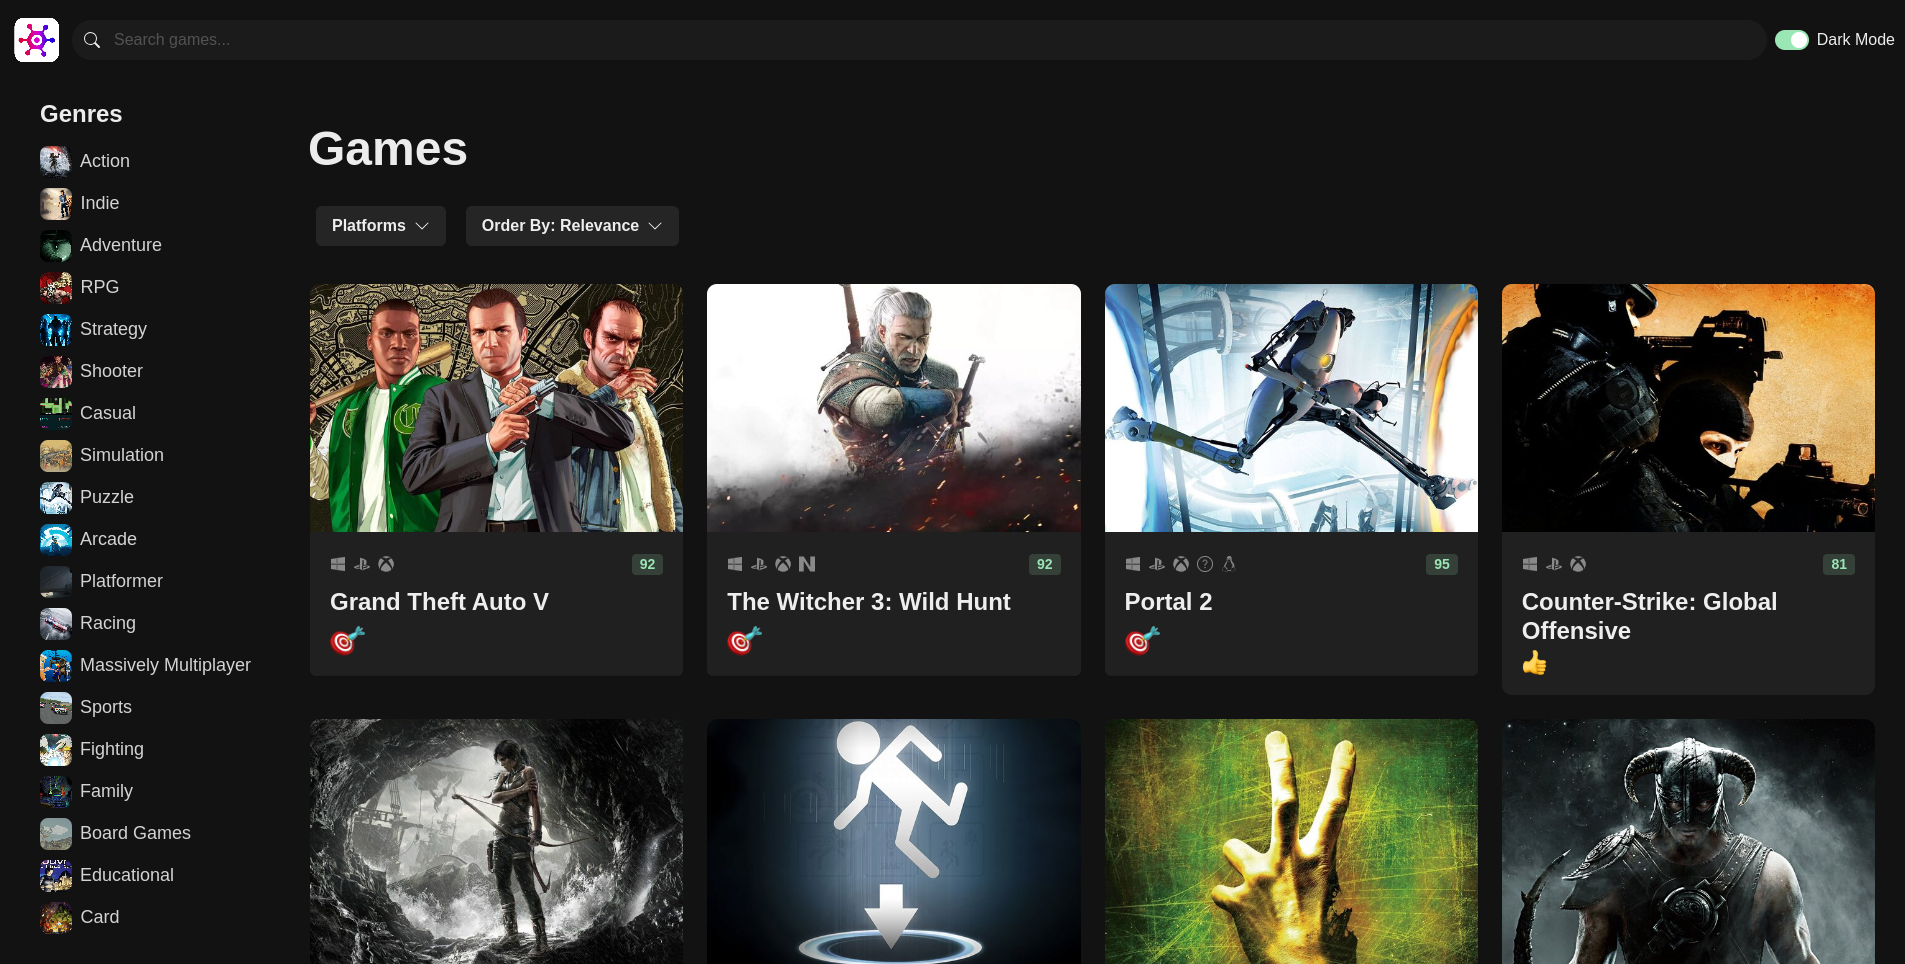 Search games...
Dark Mode
Genres
Action
Indie
Adventure
RPG
Strategy
Shooter
Casual
Simulation
Puzzle
Arcade
Platformer
Racing
Massively Multiplayer
Sports
Fighting
Family
Board Games
Educational
Card
Games
Platforms
Order By: Relevance
92
Grand Theft Auto V
92
The Witcher 3: Wild Hunt
95
Portal 2
81
Counter-Strike: Global
Offensive